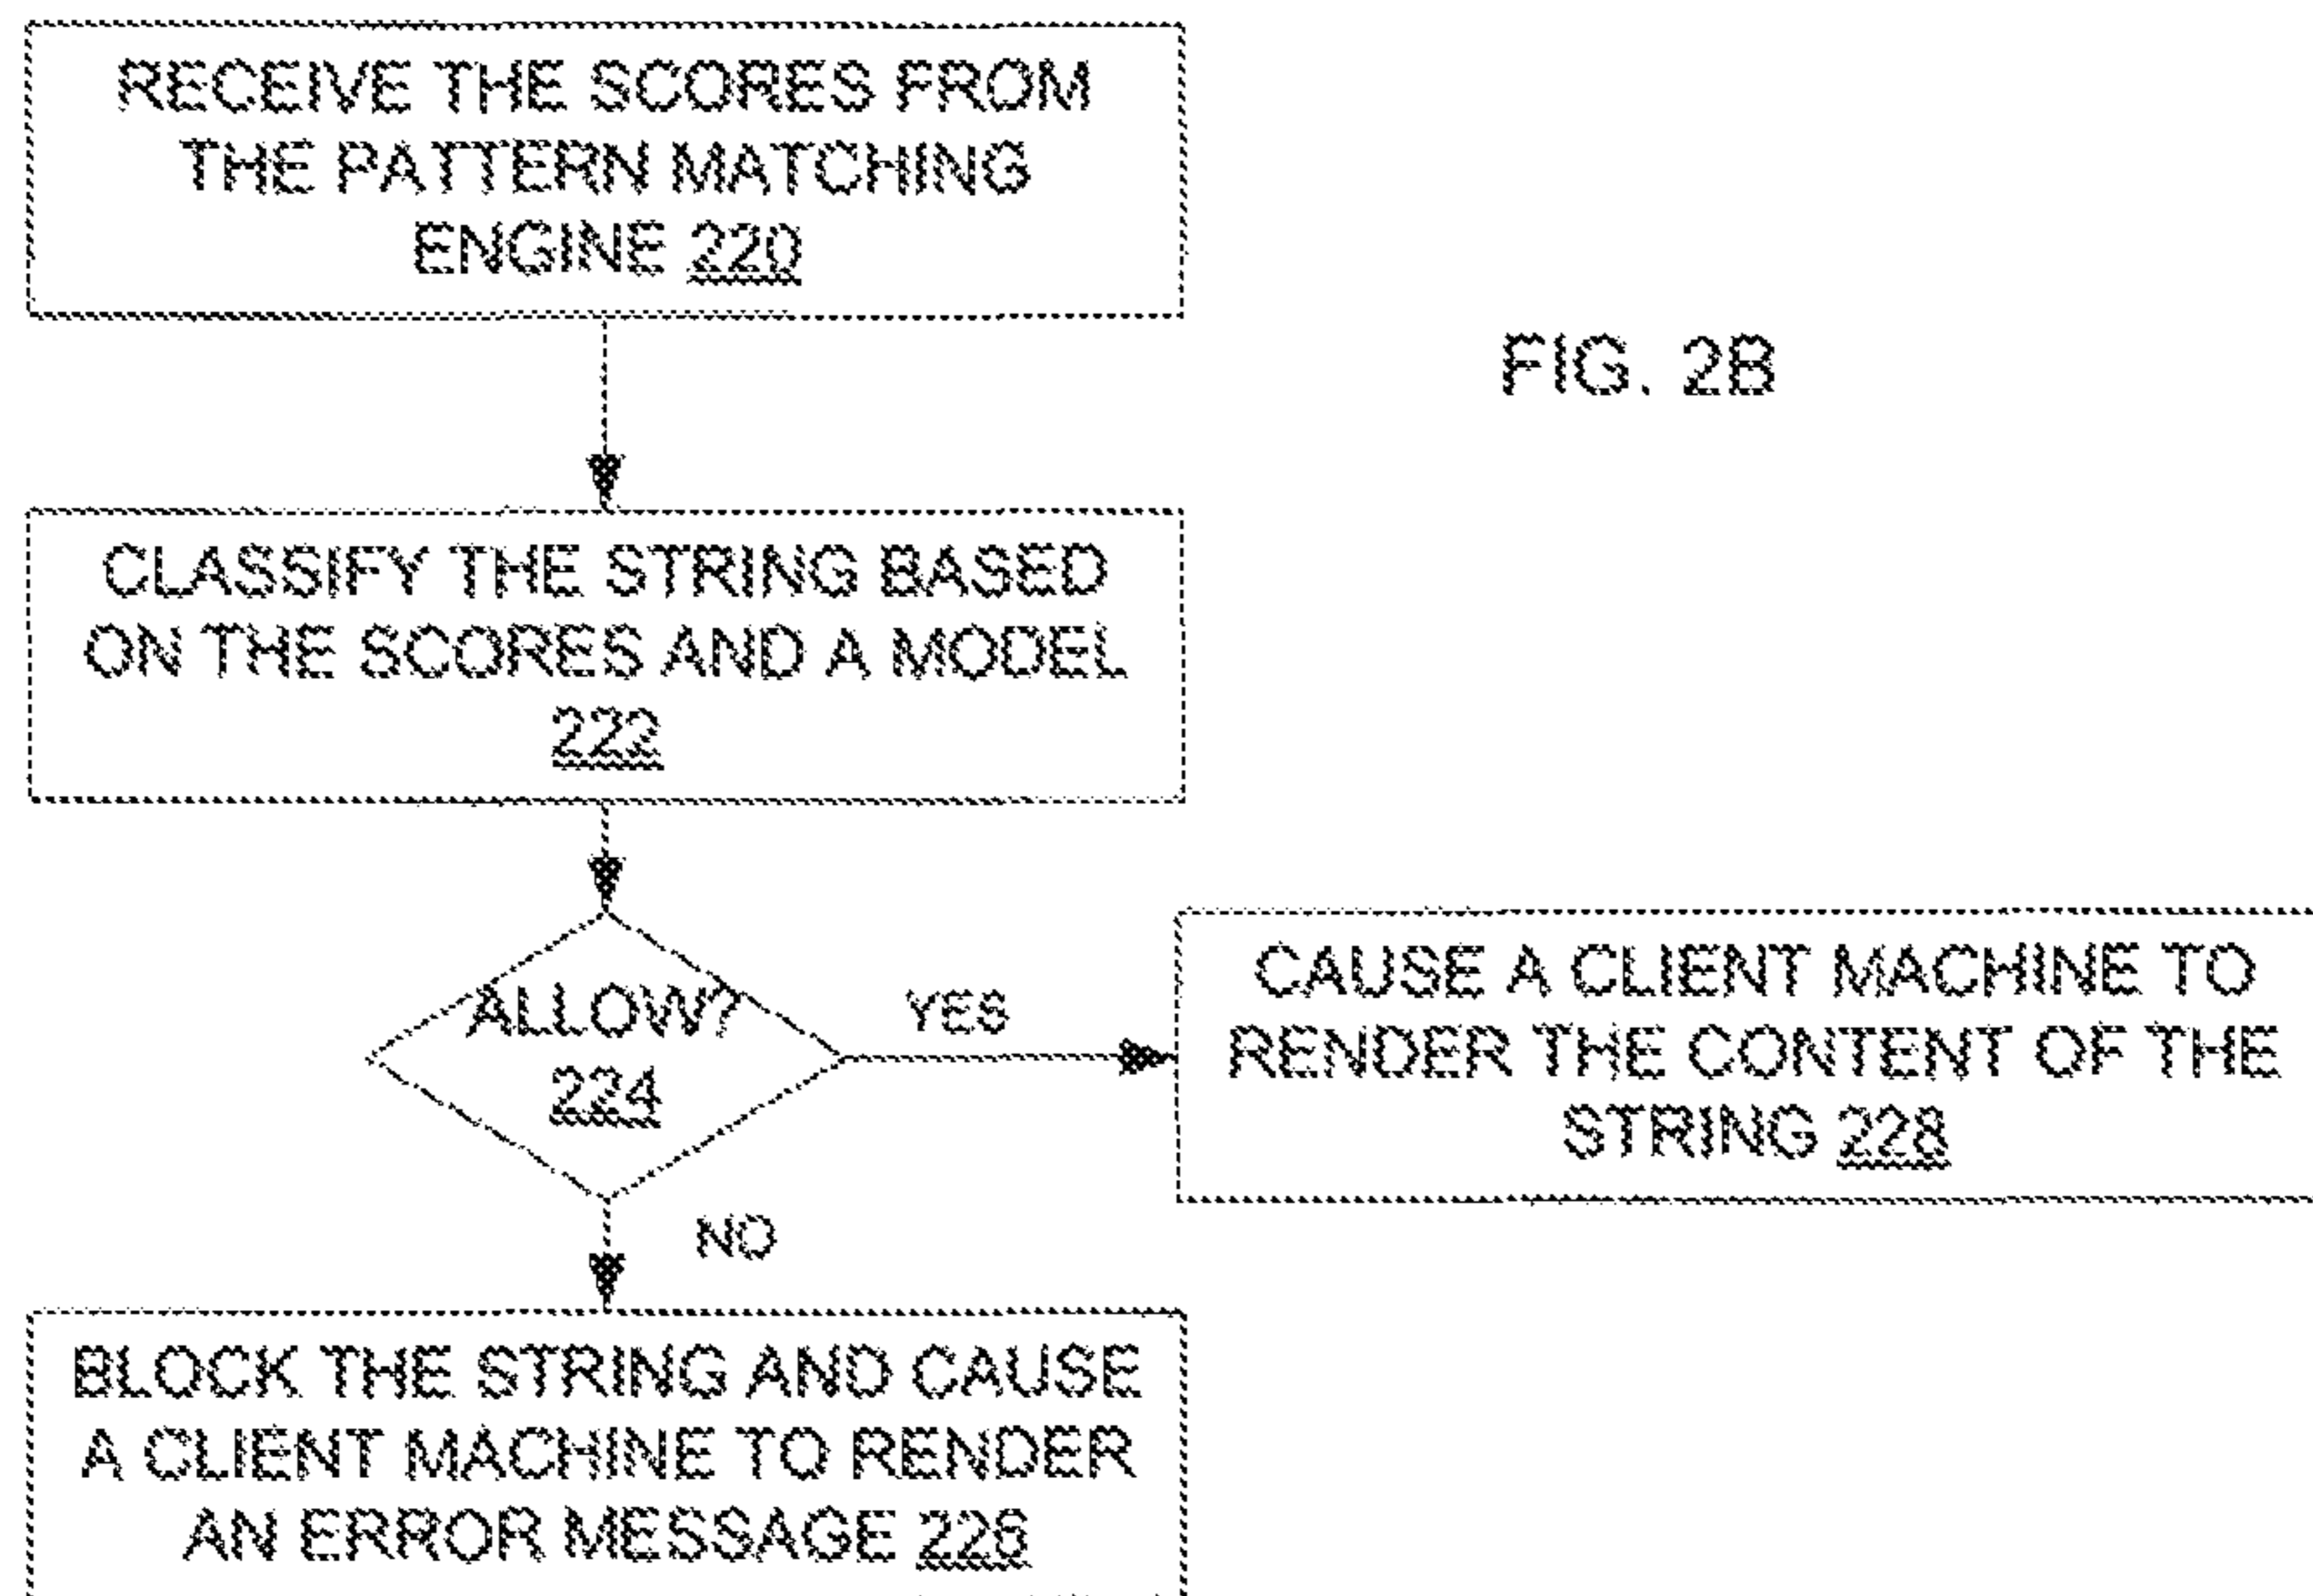 RECEIVE THE SCORES FROM
THE PATTERN MATCHING
ENGINE 220
FIG. 2B
CLASSIFY THE STRING BASED
ON THE SCORES AND A MODEL
222
ALLOW?
224
YES
CAUSE A CLIENT MACHINE TO
RENDER THE CONTENT OF THE
STRING 228
NO
BLOCK THE STRING AND CAUSE
A CLIENT MACHINE TO RENDER
AN ERROR MESSAGE 226